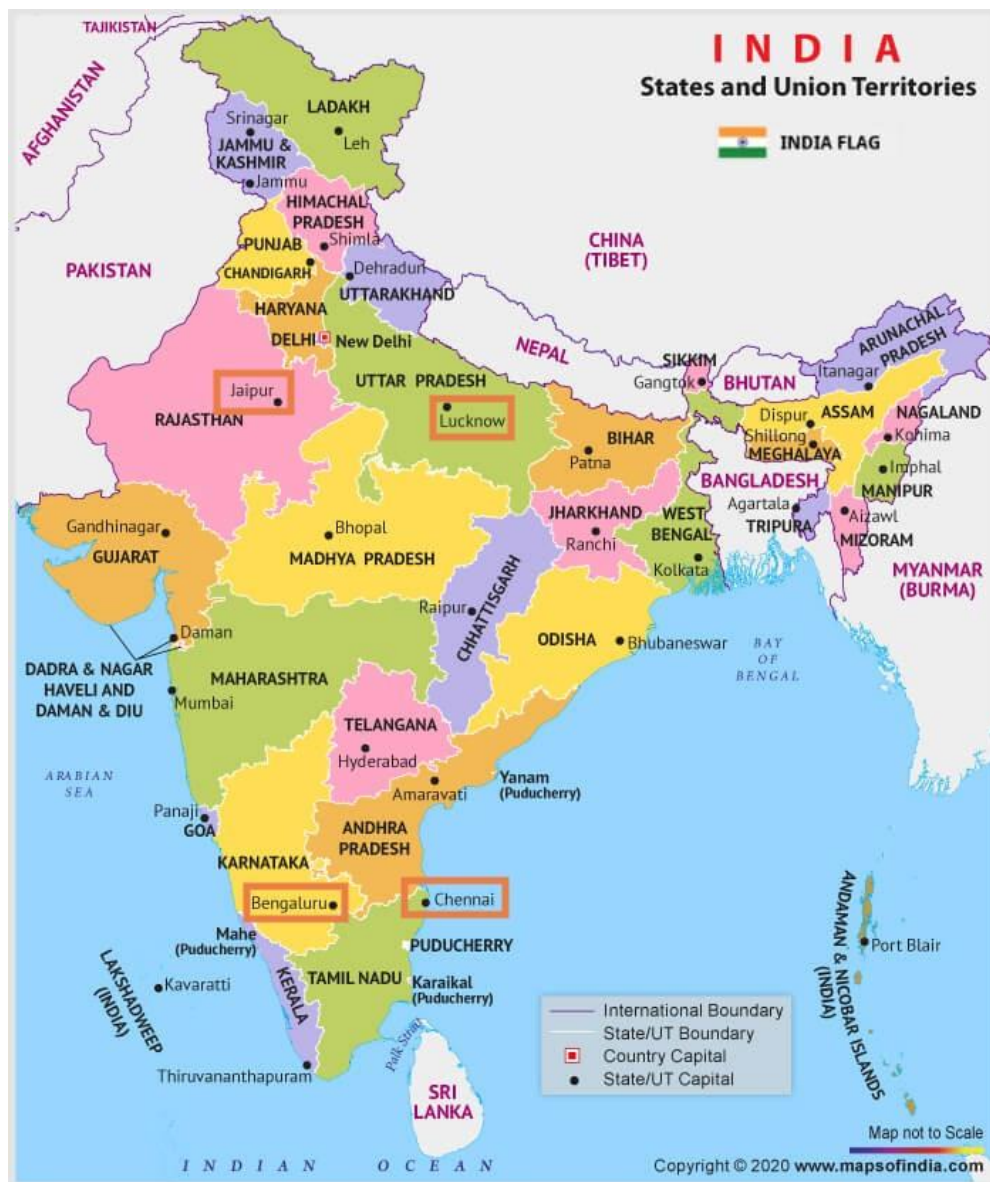 TAJIKISTAN
INDIA
States and Union Territories
INDIA FLAG
AFGHANISTAN
LADAKH
Srinagar
Leh
JAMMU &
KASHMIR
Jammu
HIMACHAL
PRADESH
Shimla
CHINA
(TIBET)
PAKISTAN
PUNJAB
CHANDIGARH
Dehradun
UTTARAKHAND
HARYANA
DELHI
New Delhi
NEPAL
ARUNACHAL
PRADESH
SIKKIM
Gangtok
BHUTAN
Itanagar
Jaipur
RAJASTHAN
UTTAR PRADESH
Lucknow
BIHAR
Patna
Dispur
ASSAM
NAGALAND
Shillong
MEGHALAYA
Kohima
BANGLADESH
Imphal
MANIPUR
Agartala
TRIPURA
Aizawl
MIZORAM
MYANMAR
(BURMA)
Gandhinagar
GUJARAT
Bhopal
MADHYA PRADESH
JHARKHAND
Ranchi
WEST
BENGAL
Kolkata
CHHATTISGARH
Raipur
ODISHA
Bhubaneswar
BAY
OF
BENGAL
Daman
DADRA & NAGAR
HAVELI AND
DAMAN & DIU
MAHARASHTRA
Mumbai
TELANGANA
Hyderabad
ARABIAN
SEA
Yanam
(Puducherry)
Amaravati
Panaji
GOA
ANDHRA
PRADESH
KARNATAKA
Bengaluru
Chennai
Mahe
(Puducherry)
PUDUCHERRY
LAKSHADWEEP
(INDIA)
Kavaratti
KERALA
TAMIL NADU
Karaikal
(Puducherry)
Palk Strait
Thiruvananthapuram
SRI
LANKA
ANDAMAN & NICOBAR ISLANDS
(INDIA)
Port Blair
International Boundary
State/UT Boundary
Country Capital
State/UT Capital
INDIAN OCEAN
Map not to Scale
Copyright © 2020 www.mapsofindia.com